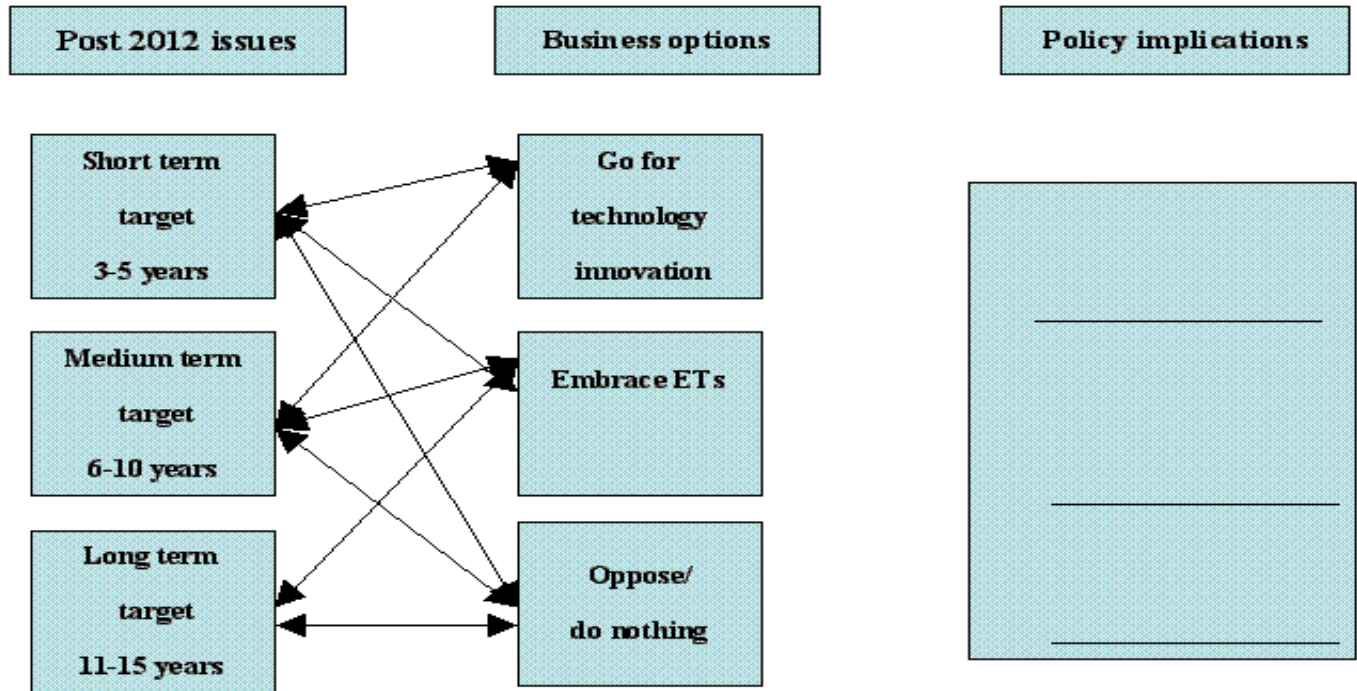 Post 2012 issues
Business options
Policy implications
Short term
target
3-5 years
Go for
technology
innovation
Medium term
target
6-10 years
Embrace ETs
Long term
target
11-15 years
Oppose/
do nothing